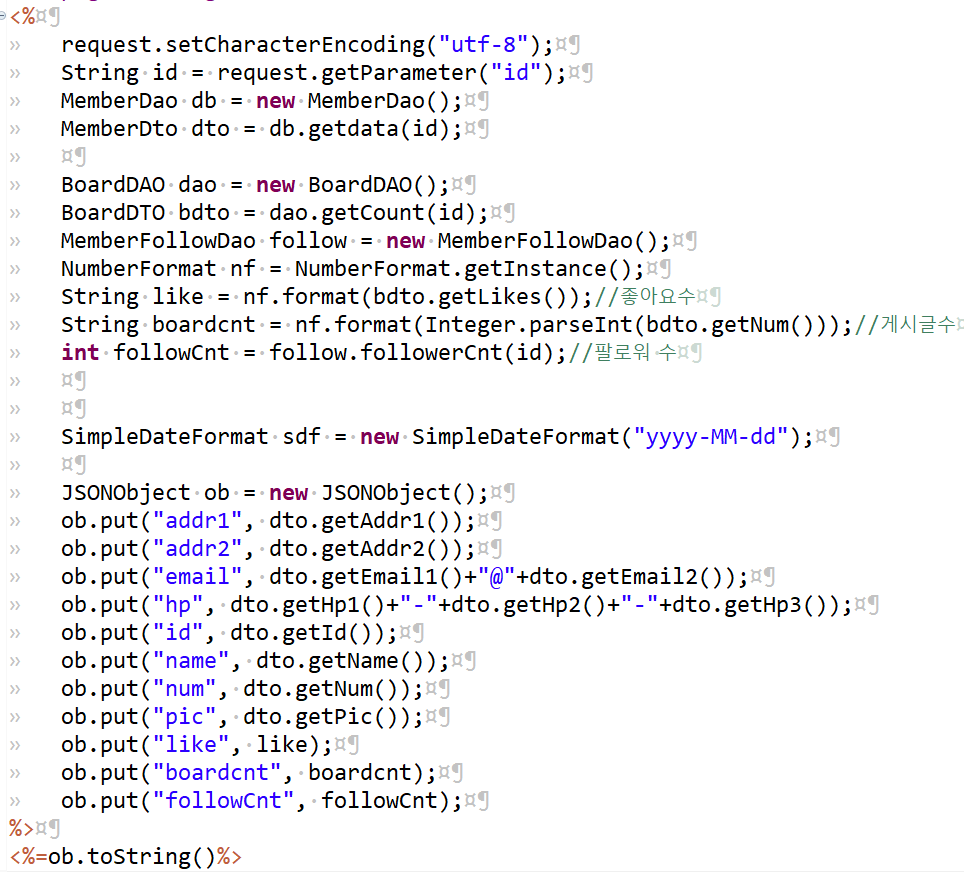 <%
request.setCharacterEncoding("utf-8");
String id = request.getParameter("id");
MemberDao db = new MemberDao();
MemberDto dto = db.getdata(id);
BoardDAO dao = new BoardDAO();
BoardDTO bdto = dao.getCount(id);
MemberFollowDao follow = new MemberFollowDao();
NumberFormat nf = NumberFormat.getInstance();
String like = nf.format(bdto.getLikes());//좋아요수
String boardcnt = nf.format(Integer.parseInt(bdto.getNum()));//게시글수
int followCnt = follow.followerCnt(id);//팔로워 수
SimpleDateFormat sdf = new SimpleDateFormat("yyyy-MM-dd");
JSONObject ob = new JSONObject();
ob.put("addr1", dto.getAddr1());
ob.put("addr2", dto.getAddr2());
ob.put("email", dto.getEmail1()+"@"+dto.getEmail2());
ob.put("hp", dto.getHp1()+"-"+dto.getHp2()+"-"+dto.getHp3());
ob.put("id", dto.getId());
ob.put("name", dto.getName());
ob.put("num", dto.getNum());
ob.put("pic", dto.getPic());
ob.put("like", like);
ob.put("boardcnt", boardcnt);
ob.put("followCnt", followCnt);
%>
<%=ob.toString()%>